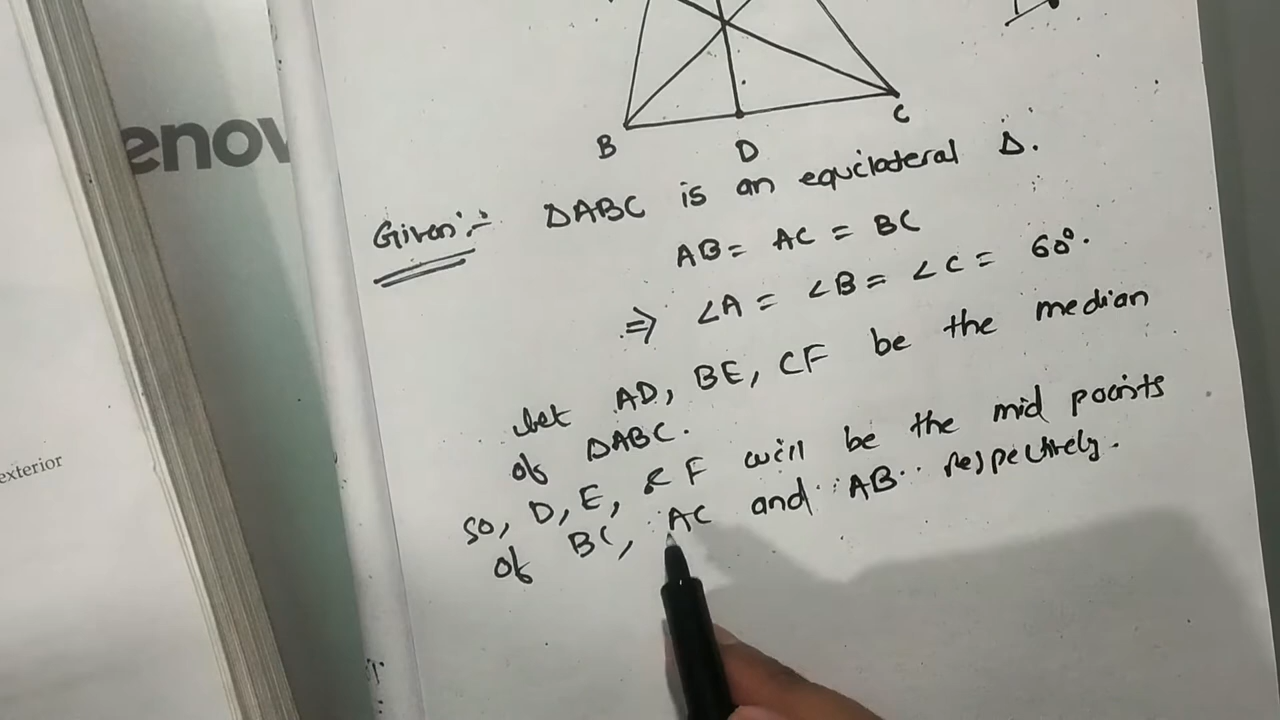 enov
exterior
B
D
C
Given:-
ΔABC is an equilateral Δ.
AB = AC = BC
⇒ ∠A = ∠B = ∠C = 60°.
Let AD, BE, CF be the median
of ΔABC.
So, D, E, & F will be the mid points
of BC, AC and AB respectively.